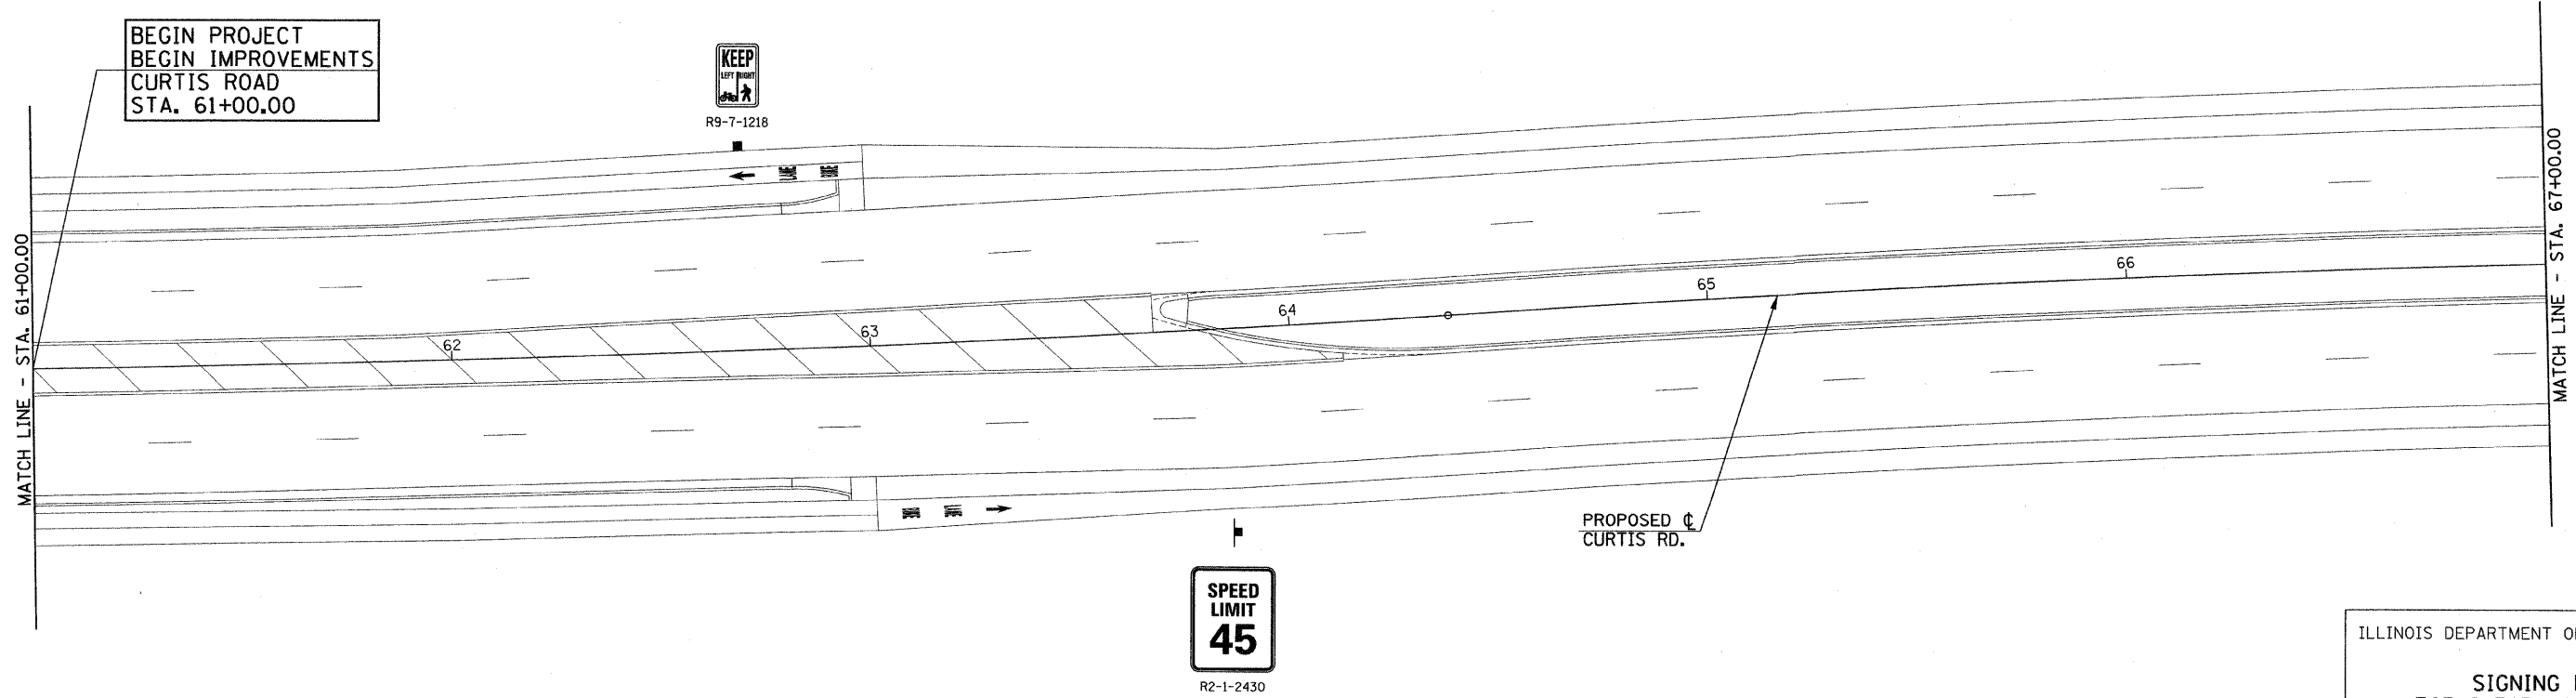 BEGIN PROJECT
BEGIN IMPROVEMENTS
CURTIS ROAD
STA. 61+00.00
KEEP
LEFT RIGHT
R9-7-1218
MATCH LINE - STA. 61+00.00
62
63
64
65
66
MATCH LINE - STA. 67+00.00
PROPOSED ℄
CURTIS RD.
SPEED
LIMIT
45
R2-1-2430
ILLINOIS DEPARTMENT
SIGNING